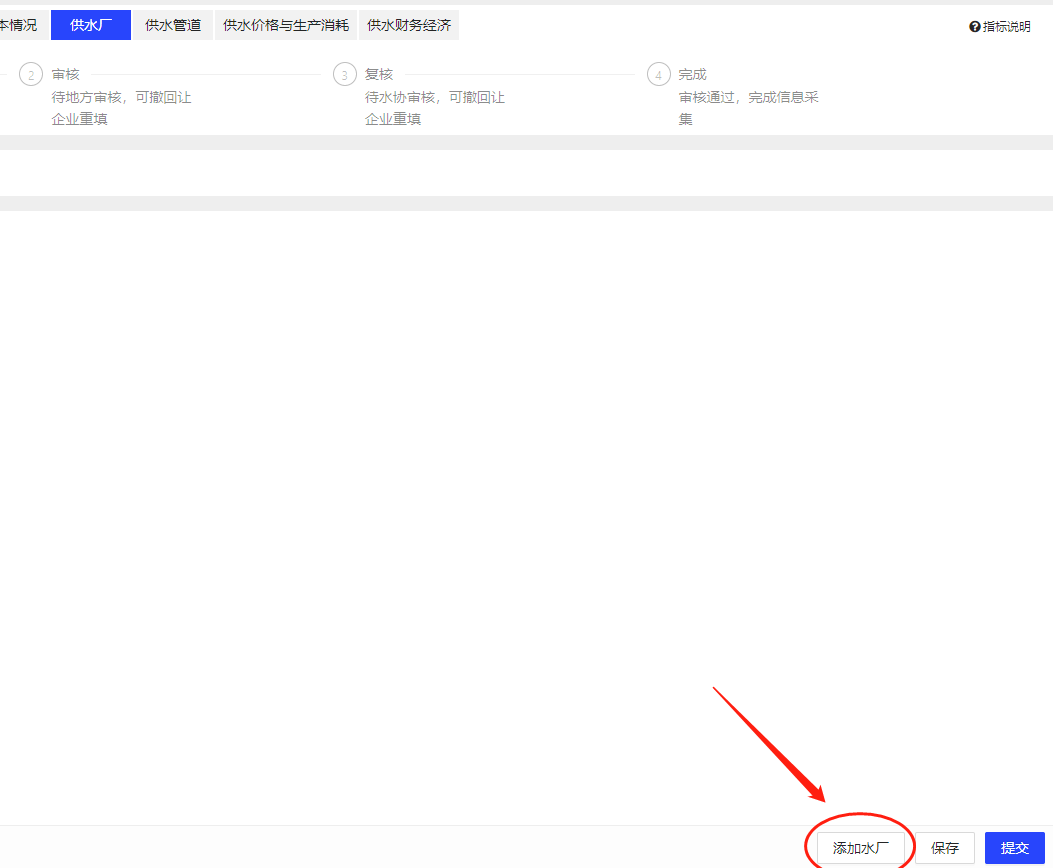 本情况 供水厂 供水管道 供水价格与生产消耗 供水财务经济 指标说明
2 审核 3 复核 4 完成
待地方审核，可撤回让 待水协审核，可撤回让 审核通过，完成信息采
企业重填 企业重填 集
添加水厂 保存 提交